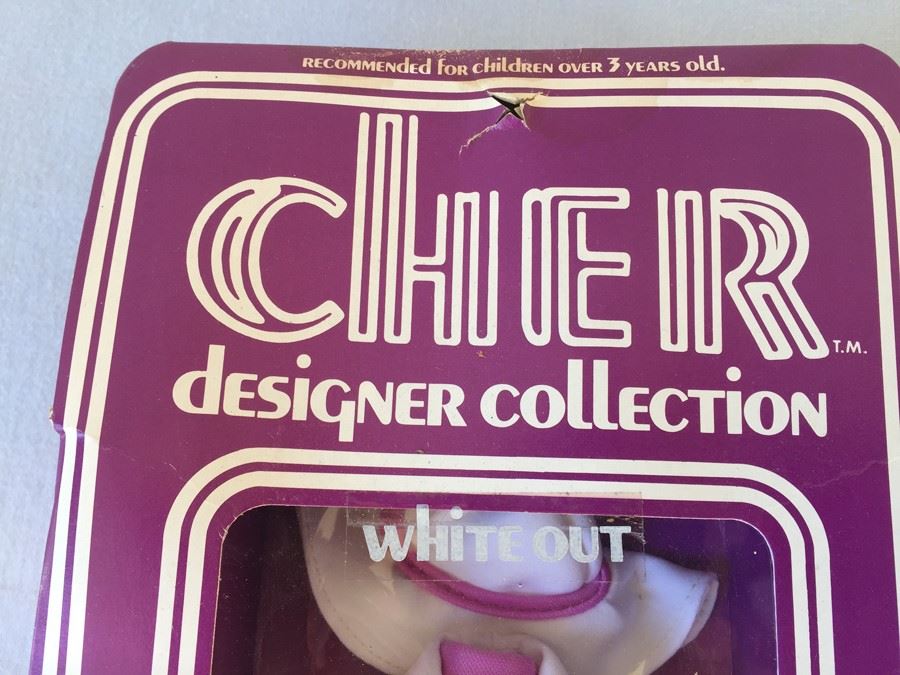 RECOMMENDED FOR CHILDREN OVER 3 YEARS OLD.
CHER T.M.
DESIGNER COLLECTION
WHITE OUT